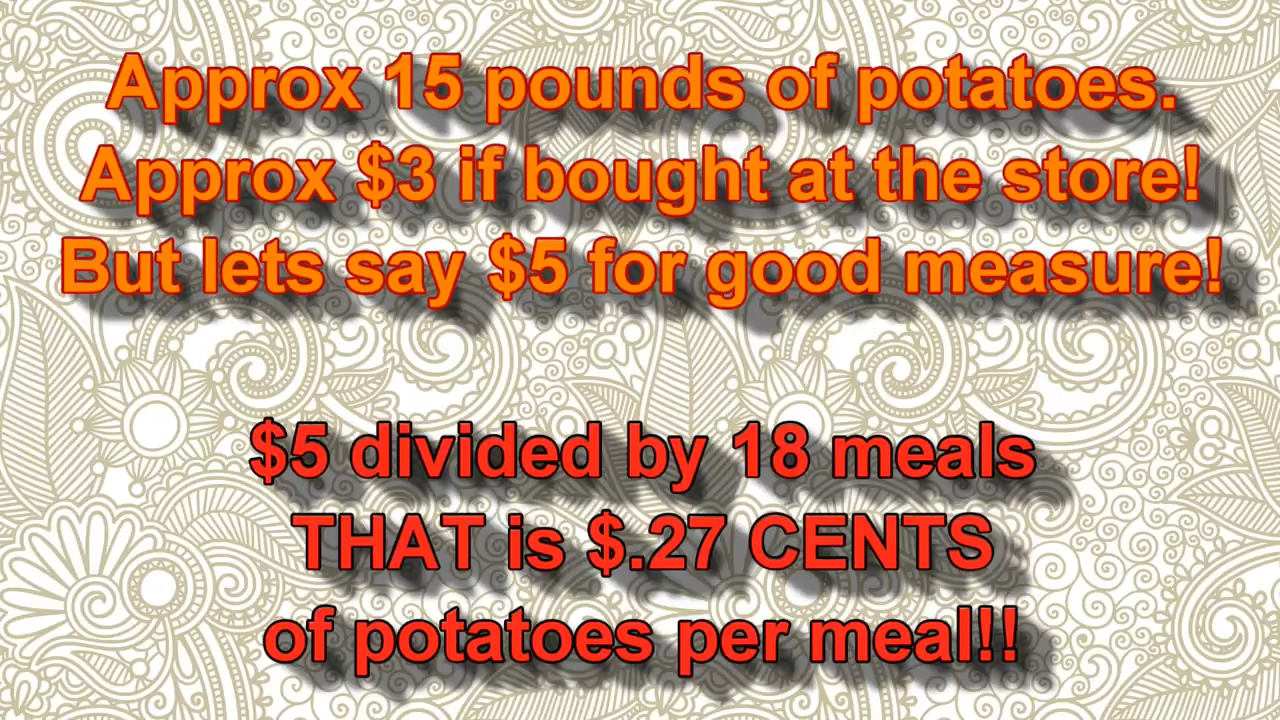 Approx 15 pounds of potatoes.
Approx $3 if bought at the store!
But lets say $5 for good measure!
$5 divided by 18 meals
THAT is $.27 CENTS
of potatoes per meal!!